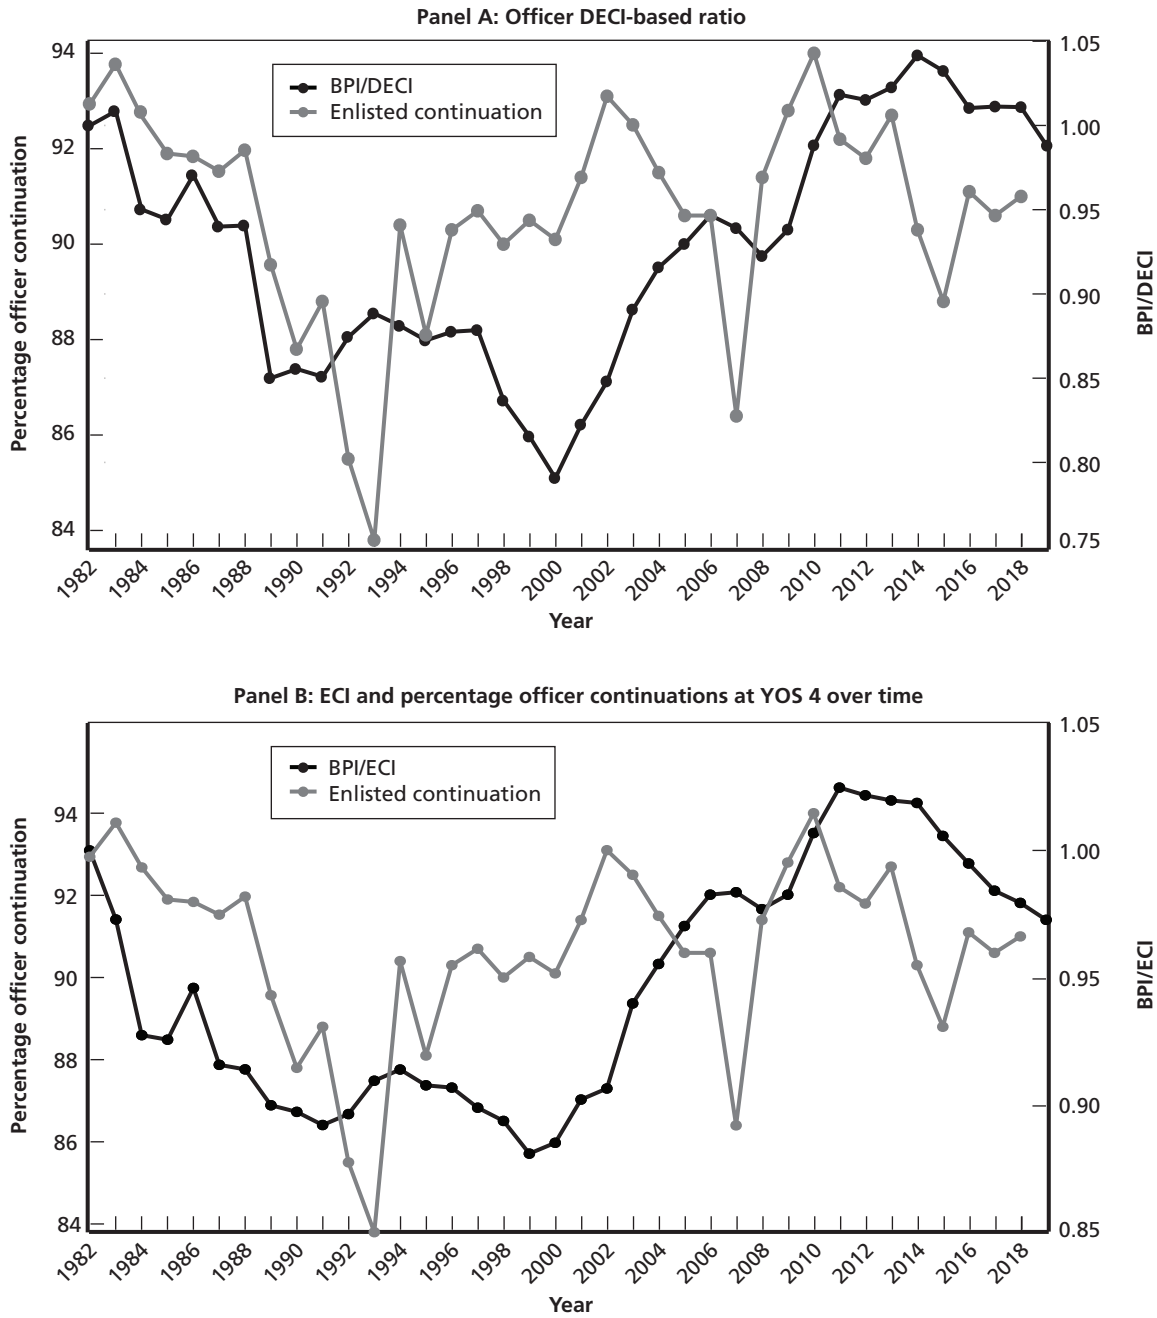 Panel A: Officer DECI-based ratio
94
92
90
88
86
84
Percentage officer continuation
BPI/DECI
Enlisted continuation
1.05
1.00
0.95
0.90
0.85
0.80
0.75
BPI/DECI
1982 1984 1986 1988 1990 1992 1994 1996 1998 2000 2002 2004 2006 2008 2010 2012 2014 2016 2018
Year
Panel B: ECI and percentage officer continuations at YOS 4 over time
94
92
90
88
86
84
Percentage officer continuation
BPI/ECI
Enlisted continuation
1.05
1.00
0.95
0.90
0.85
BPI/ECI
1982 1984 1986 1988 1990 1992 1994 1996 1998 2000 2002 2004 2006 2008 2010 2012 2014 2016 2018
Year